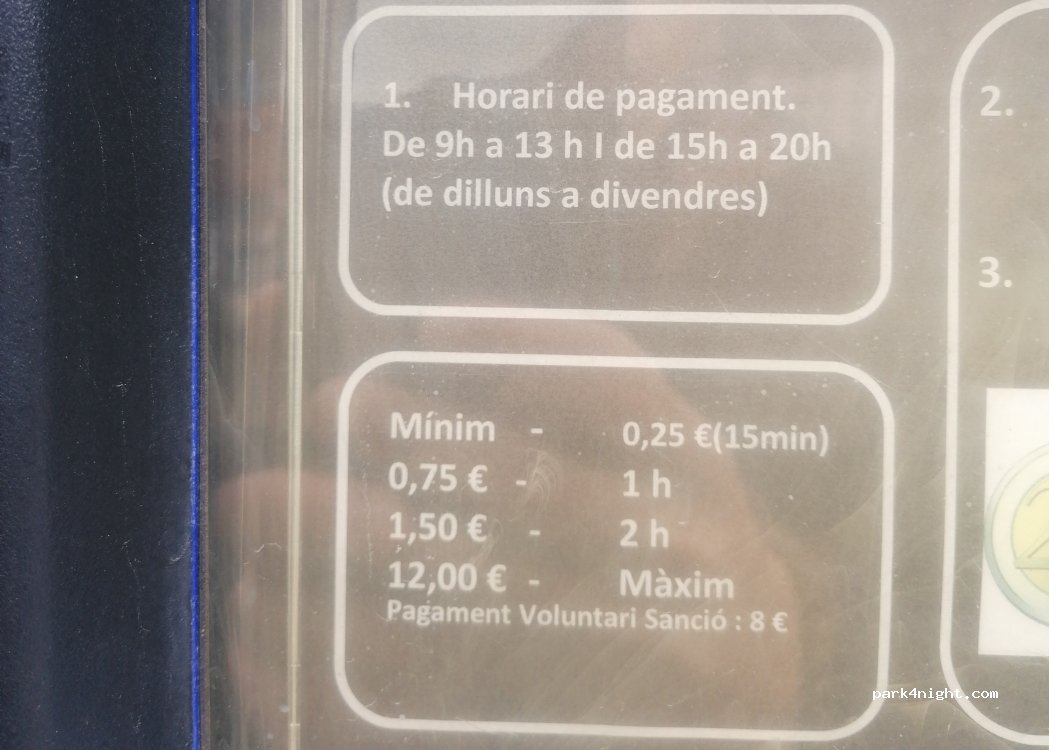 1. Horari de pagament.
De 9h a 13 h I de 15h a 20h
(de dilluns a divendres)
Mínim - 0,25 €(15min)
0,75 € - 1 h
1,50 € - 2 h
12,00 € - Màxim
Pagament Voluntari Sanció : 8 €
2.
3.
2
park4night.com